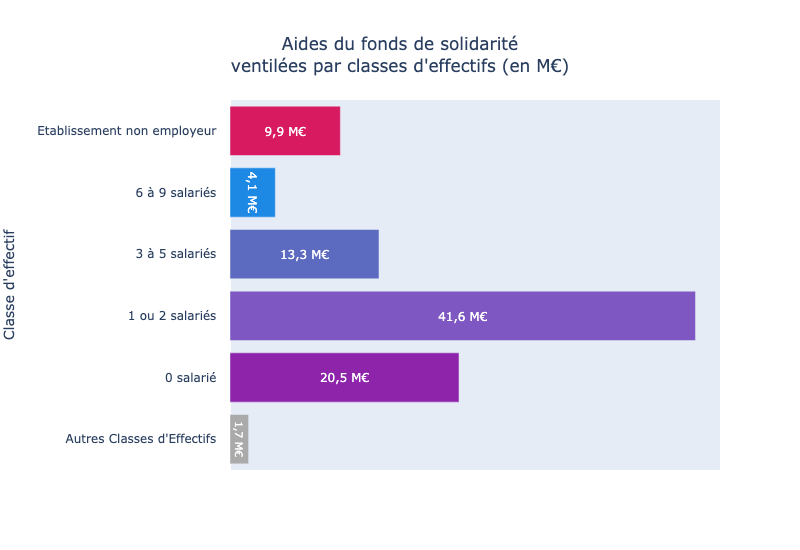 Aides du fonds de solidarité
ventilées par classes d'effectifs (en M€)
Classe d'effectif
Etablissement non employeur
9,9 M€
6 à 9 salariés
4,1 M€
3 à 5 salariés
13,3 M€
1 ou 2 salariés
41,6 M€
0 salarié
20,5 M€
Autres Classes d'Effectifs
1,7 M€